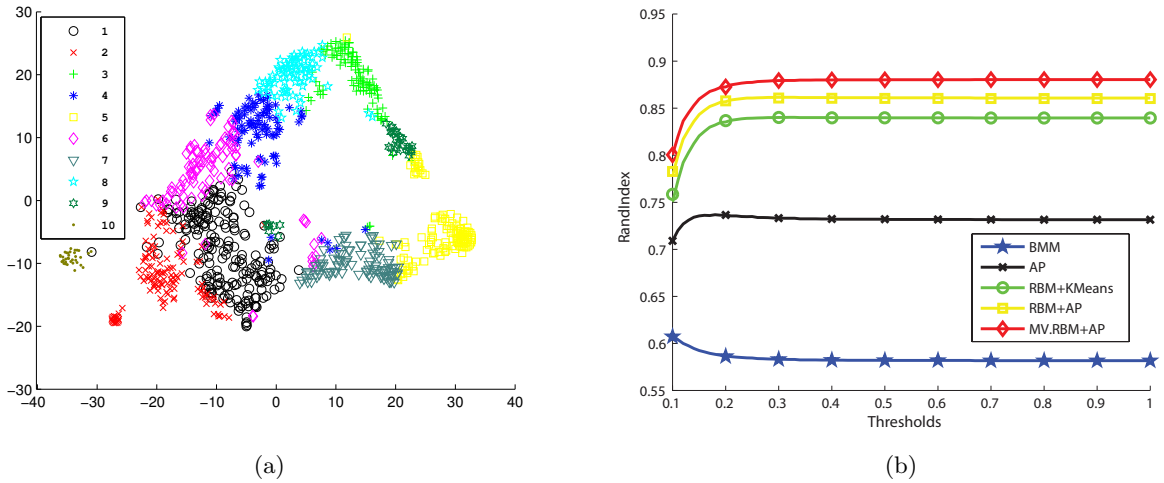 30
20
10
0
−10
−20
−30
−40 −30 −20 −10 0 10 20 30 40
1
2
3
4
5
6
7
8
9
10
(a)
0.95
0.9
0.85
0.8
0.75
0.7
0.65
0.6
0.55
0.1 0.2 0.3 0.4 0.5 0.6 0.7 0.8 0.9 1
RandIndex
Thresholds
BMM
AP
RBM+KMeans
RBM+AP
MV.RBM+AP
(b)